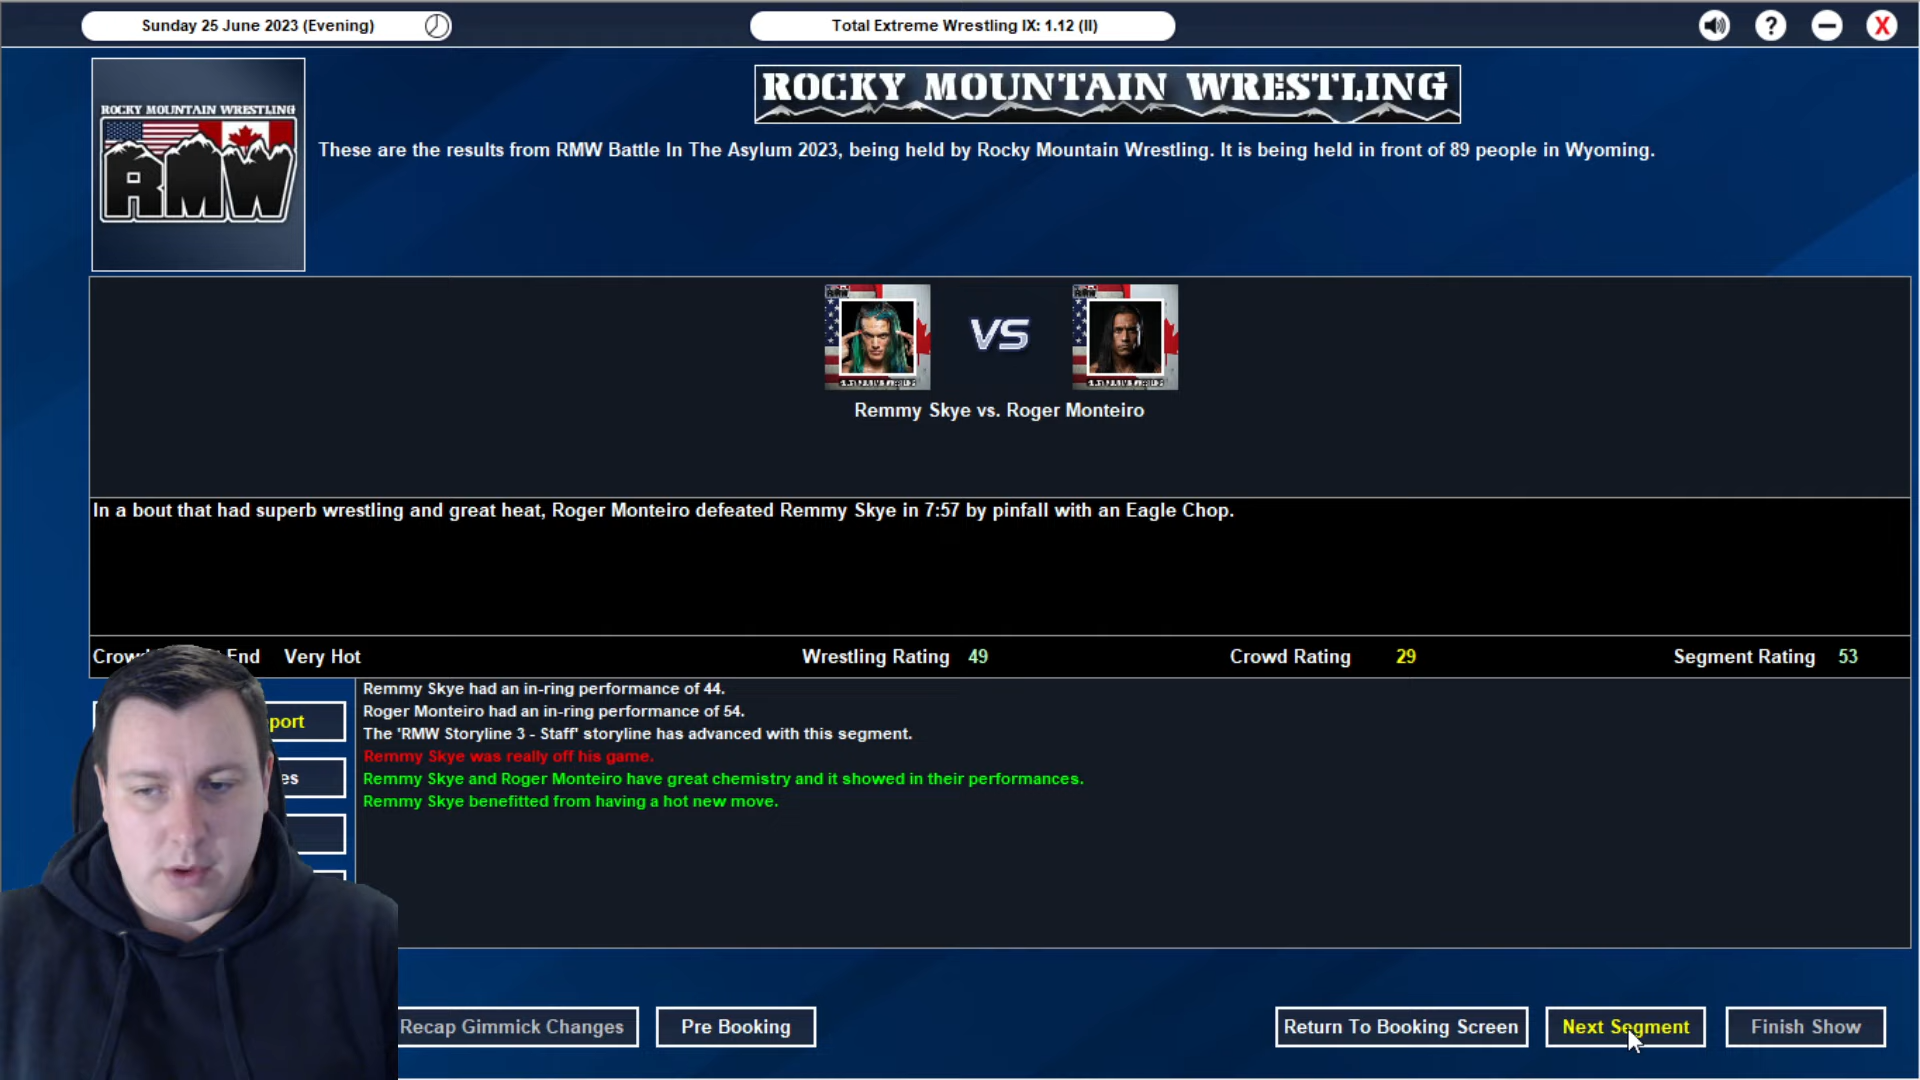 Sunday 25 June 2023 (Evening)
Total Extreme Wrestling IX: 1.12 (II)
?
X
ROCKY MOUNTAIN WRESTLING
RMW
ROCKY MOUNTAIN WRESTLING
These are the results from RMW Battle In The Asylum 2023, being held by Rocky Mountain Wrestling. It is being held in front of 89 people in Wyoming.
VS
Remmy Skye vs. Roger Monteiro
In a bout that had superb wrestling and great heat, Roger Monteiro defeated Remmy Skye in 7:57 by pinfall with an Eagle Chop.
End Very Hot Wrestling Rating 49 Crowd Rating 29 Segment Rating 53
Remmy Skye had an in-ring performance of 44.
Roger Monteiro had an in-ring performance of 54.
The 'RMW Storyline 3 - Staff' storyline has advanced with this segment.
Remmy Skye was really off his game.
Remmy Skye and Roger Monteiro have great chemistry and it showed in their performances.
Remmy Skye benefitted from having a hot new move.
Recap Gimmick Changes
Pre Booking
Return To Booking Screen
Next Segment
Finish Show